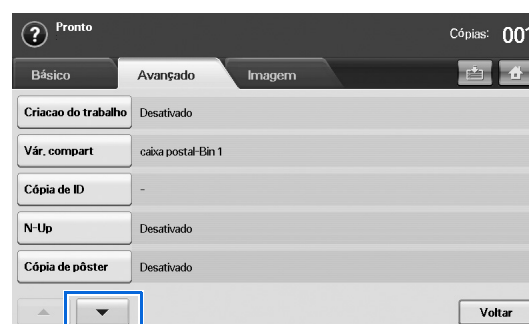 ? Pronto
Cópias: 001
Básico Avançado Imagem
Criacao do trabalho Desativado
Vár. compart caixa postal-Bin 1
Cópia de ID -
N-Up Desativado
Cópia de pôster Desativado
Voltar